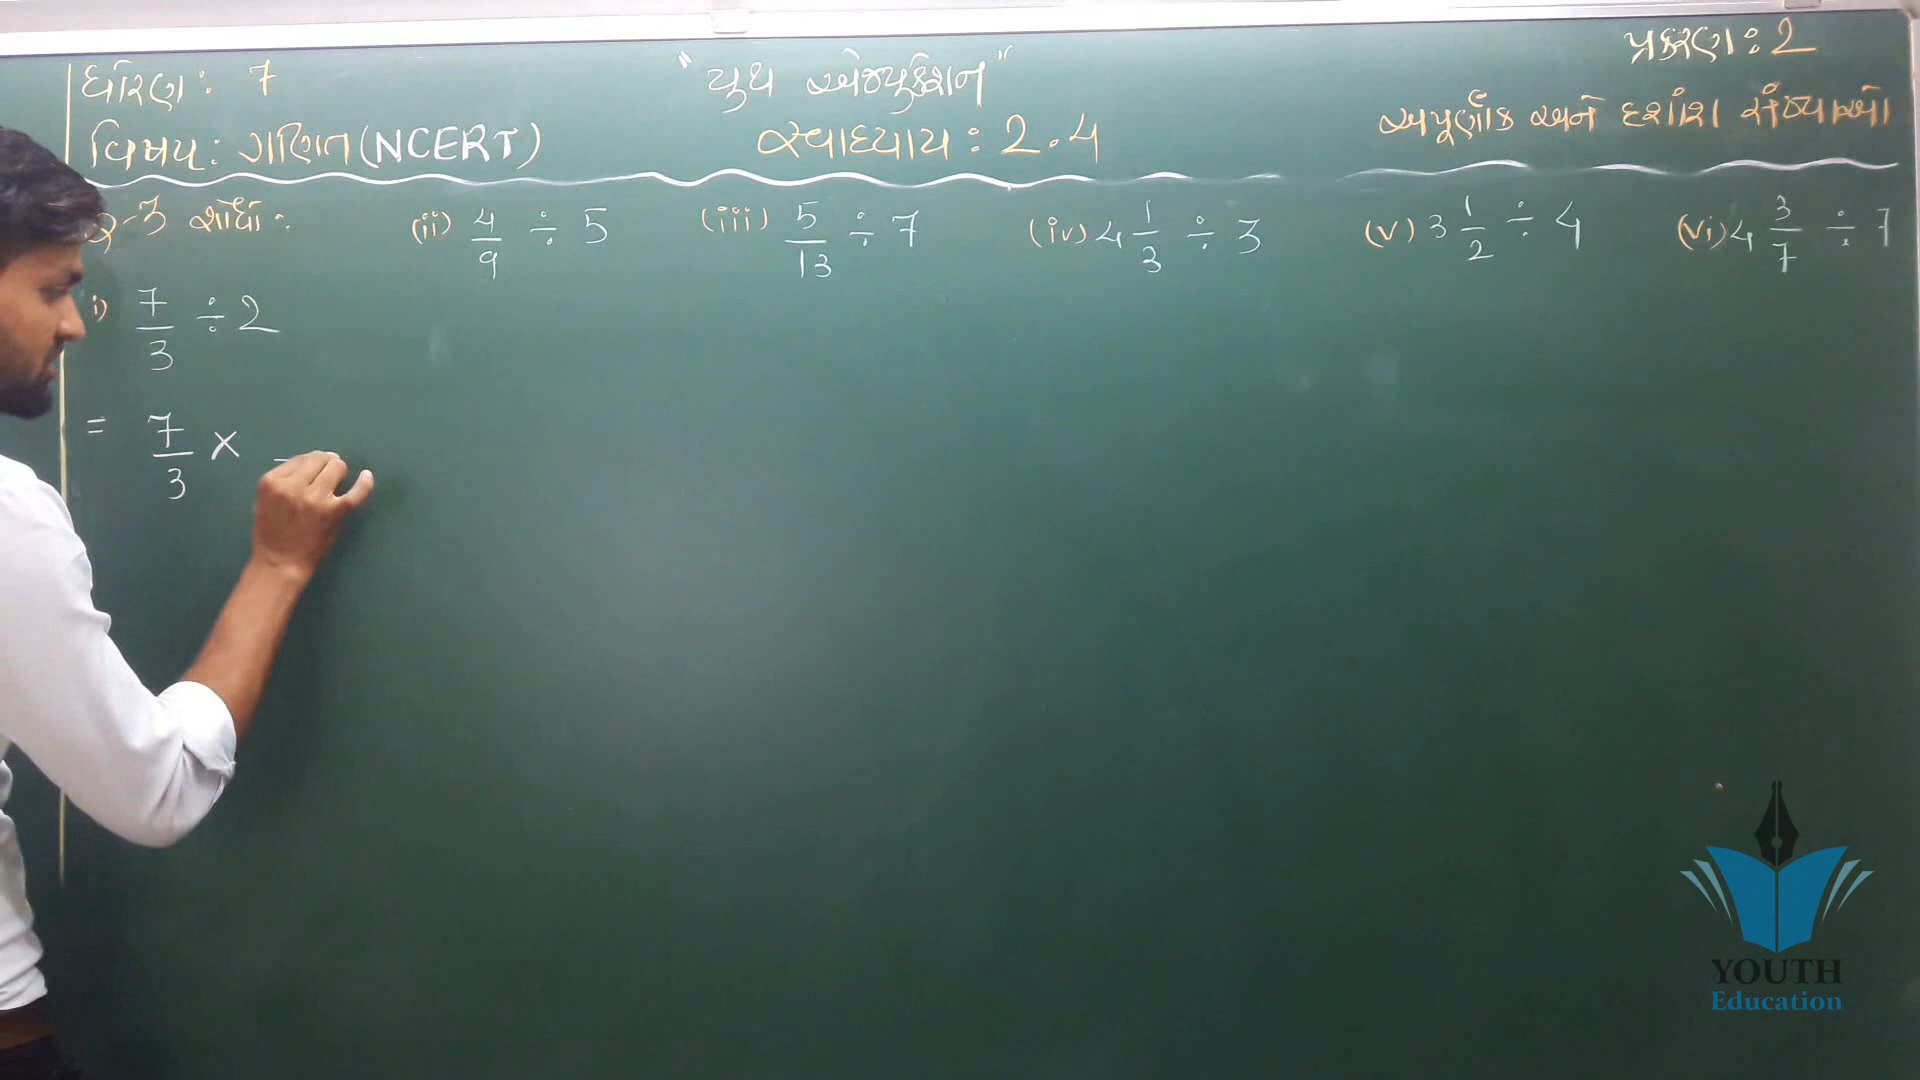 ધોરણ : 7
"યુથ એજ્યુકેશન"
પ્રકરણ : 2
વિષય : ગણિત (NCERT)
સ્વાધ્યાય : 2.4
અપૂર્ણાંક અને દશાંશ સંખ્યાઓ
2-3 શોધો :
i) 7/3 ÷ 2
(ii) 4/9 ÷ 5
(iii) 5/13 ÷ 7
(iv) 4 1/3 ÷ 3
(v) 3 1/2 ÷ 4
(vi) 4 3/7 ÷ 7
= 7/3 ×
YOUTH
Education